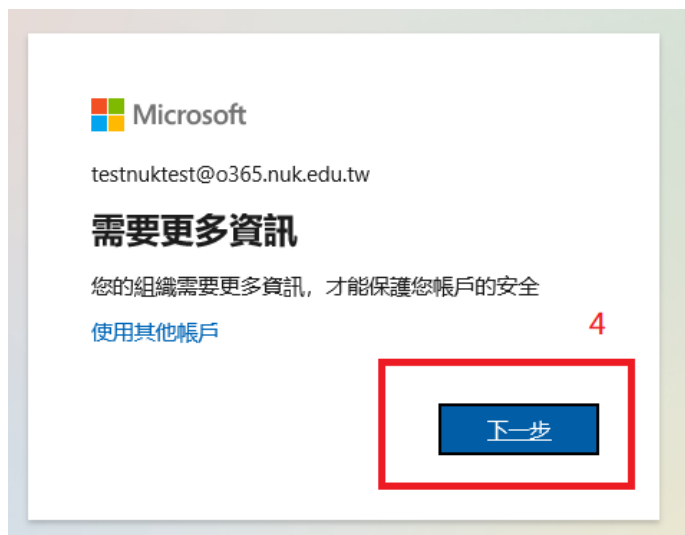 Microsoft
testnuktest@o365.nuk.edu.tw
需要更多資訊
您的組織需要更多資訊，才能保護您帳戶的安全
使用其他帳戶
4
下一步